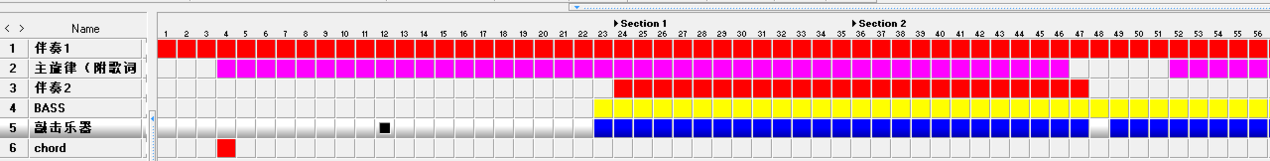 Section 1 Section 2
< > Name
1 2 3 4 5 6 7 8 9 10 11 12 13 14 15 16 17 18 19 20 21 22 23 24 25 26 27 28 29 30 31 32 33 34 35 36 37 38 39 40 41 42 43 44 45 46 47 48 49 50 51 52 53 54 55 56
1 伴奏1
2 主旋律（附歌词
3 伴奏2
4 BASS
5 敲击乐器
6 chord